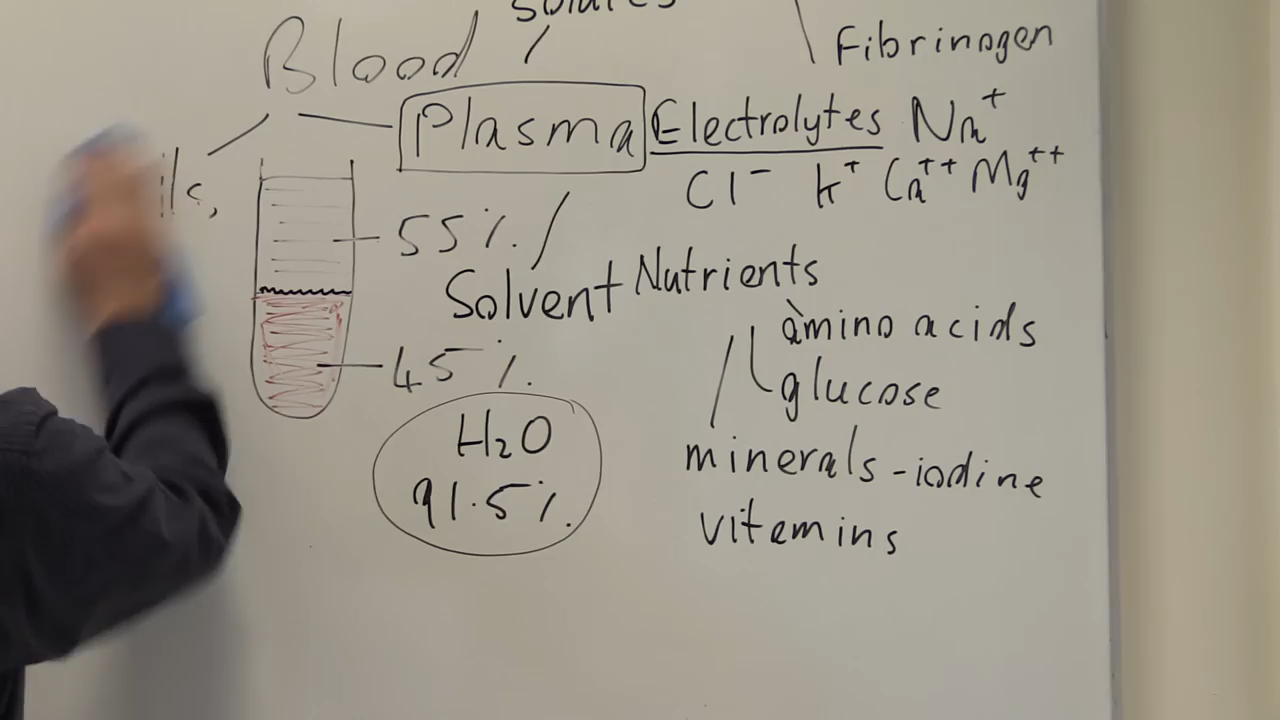 solutes
Blood
Fibrinogen
Plasma
Electrolytes Na⁺
Cl⁻ K⁺ Ca⁺⁺ Mg⁺⁺
55%
Solvent
Nutrients
amino acids
glucose
45%
H₂O
91.5%
minerals - iodine
vitamins